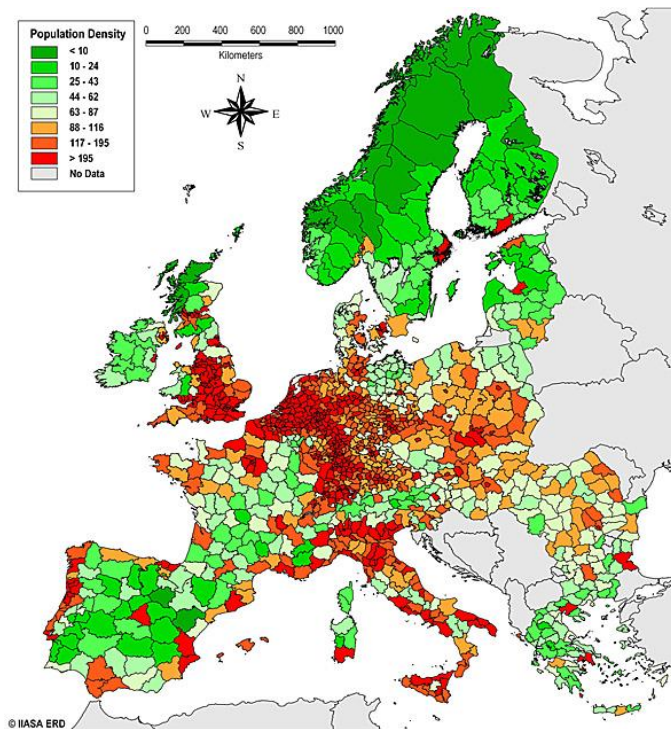 Population Density
< 10
10 - 24
25 - 43
44 - 62
63 - 87
88 - 116
117 - 195
> 195
No Data
0 200 400 600 800 1000
Kilometers
N
W E
S
© IIASA ERD